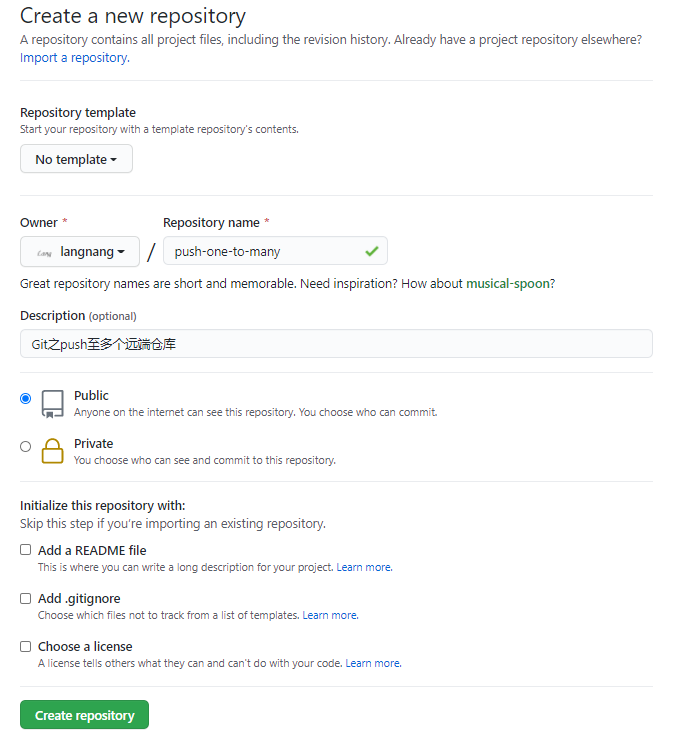 Create a new repository
A repository contains all project files, including the revision history. Already have a project repository elsewhere?
Import a repository.
Repository template
Start your repository with a template repository's contents.
No template
Owner * Repository name *
langnang / push-one-to-many
Great repository names are short and memorable. Need inspiration? How about musical-spoon?
Description (optional)
Git之push至多个远端仓库
Public
Anyone on the internet can see this repository. You choose who can commit.
Private
You choose who can see and commit to this repository.
Initialize this repository with:
Skip this step if you're importing an existing repository.
Add a README file
This is where you can write a long description for your project. Learn more.
Add .gitignore
Choose which files not to track from a list of templates. Learn more.
Choose a license
A license tells others what they can and can't do with your code. Learn more.
Create repository